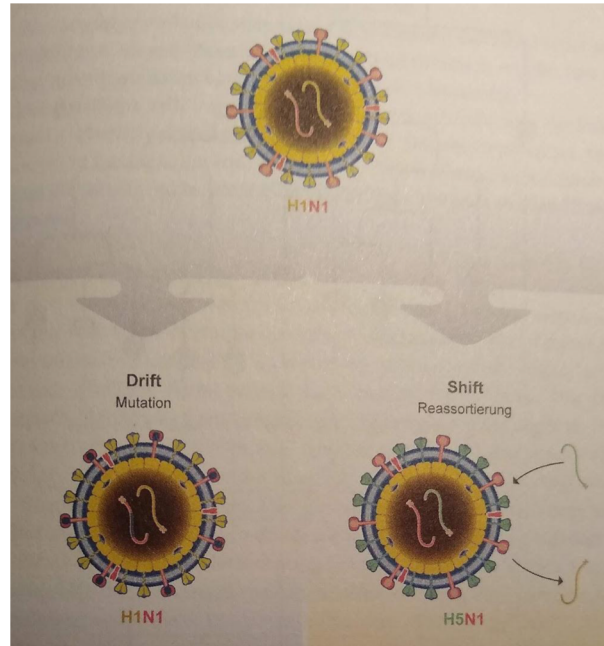 H1N1
Drift
Mutation
Shift
Reassortierung
H1N1
H5N1